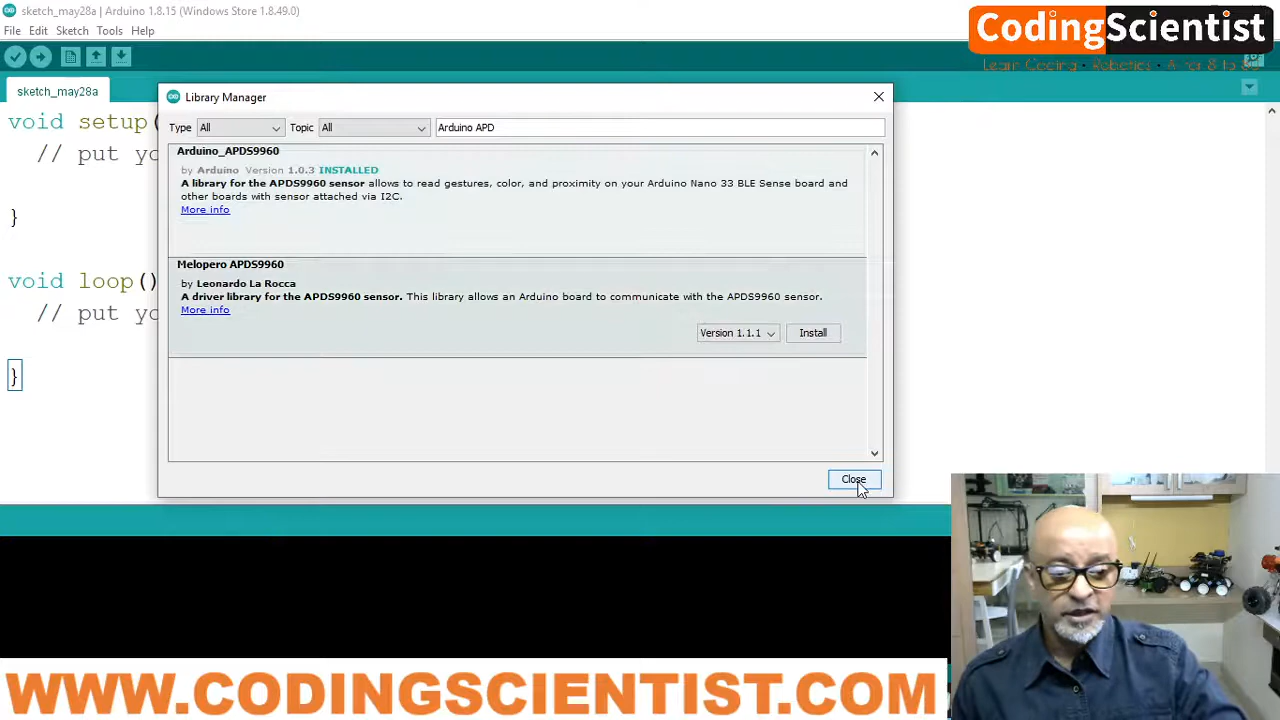 sketch_may28a | Arduino 1.8.15 (Windows Store 1.8.49.0)
File Edit Sketch Tools Help
CodingScientist
sketch_may28a
Library Manager
Type All Topic All Arduino APD
void setup(
// put yo
}
void loop()
// put yo
}
Arduino_APDS9960
by Arduino Version 1.0.3 INSTALLED
A library for the APDS9960 sensor allows to read gestures, color, and proximity on your Arduino Nano 33 BLE Sense board and
other boards with sensor attached via I2C.
More info
Melopero APDS9960
by Leonardo La Rocca
A driver library for the APDS9960 sensor. This library allows an Arduino board to communicate with the APDS9960 sensor.
More info
Version 1.1.1 Install
Close
WWW.CODINGSCIENTIST.COM